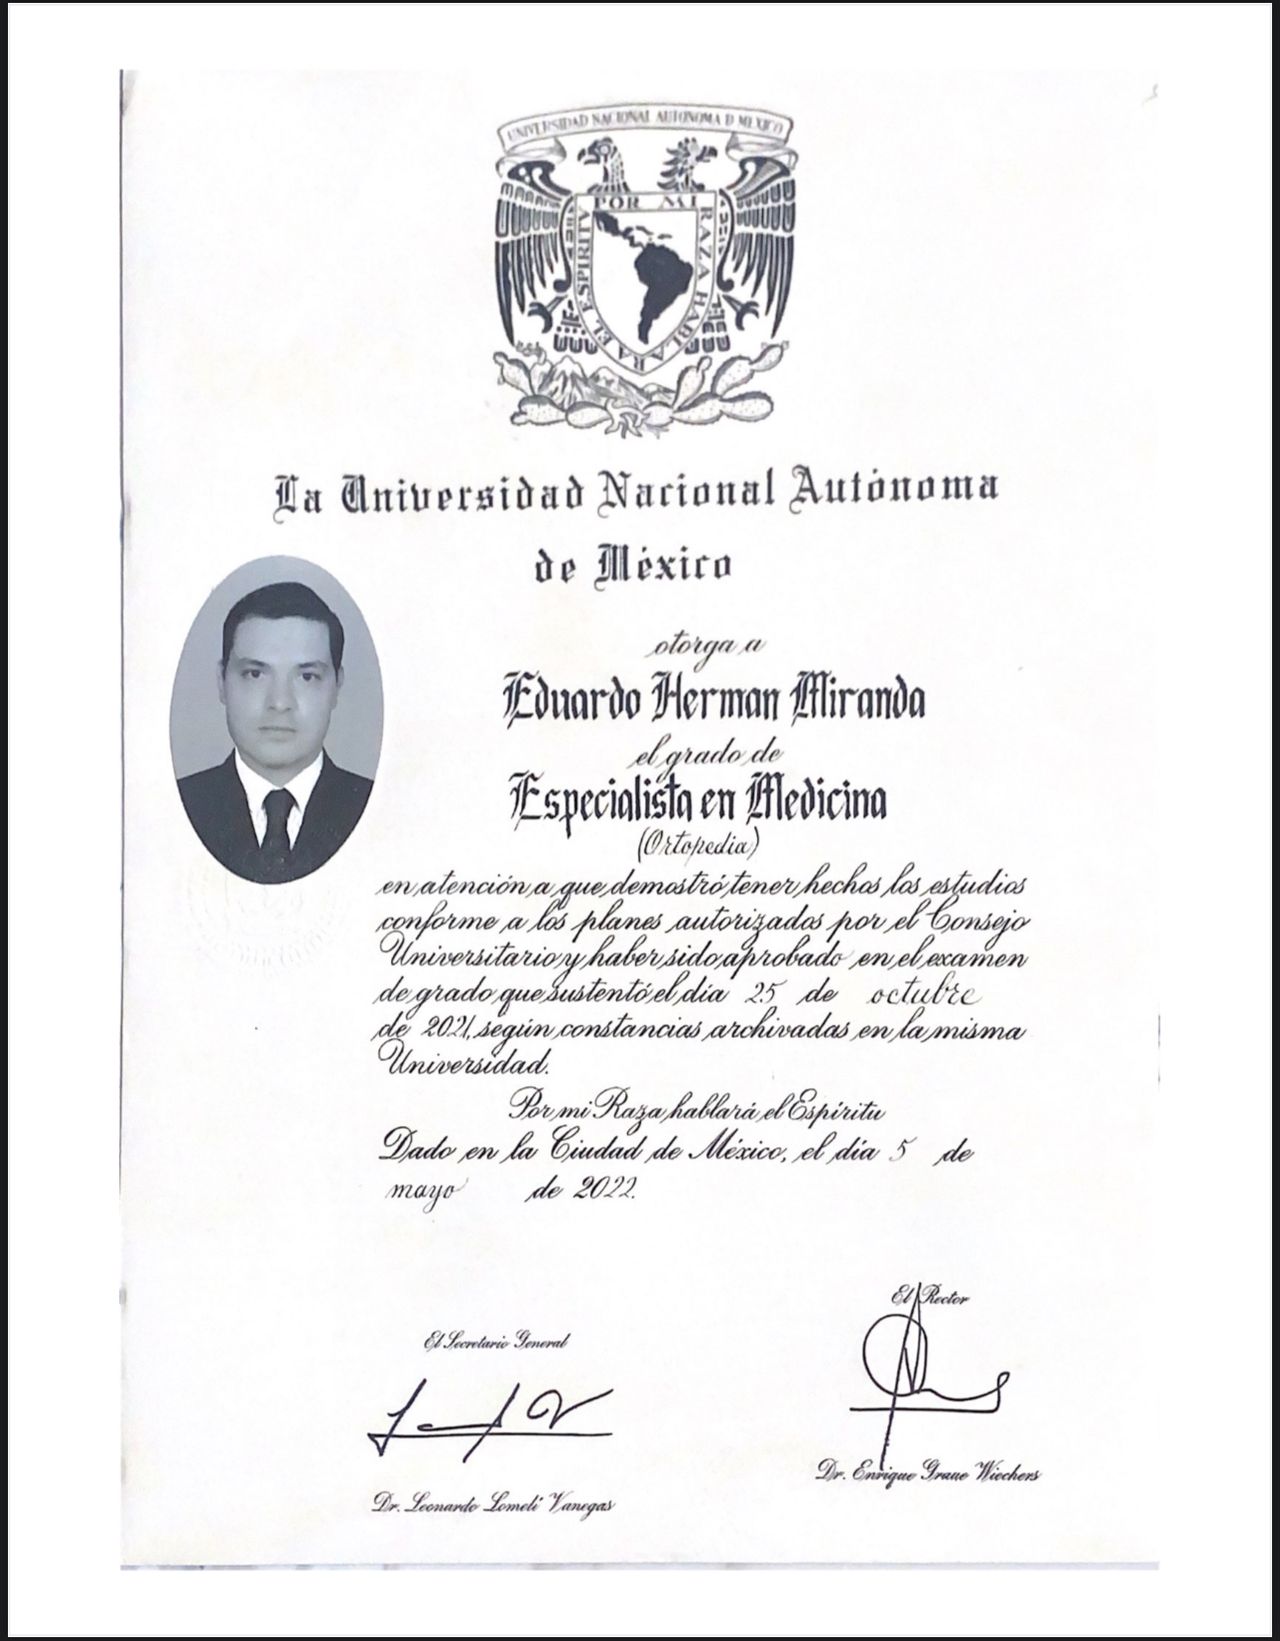 UNIVERSIDAD NACIONAL AUTONOMA D MEXICO
POR MI RAZA HABLARA EL ESPIRITU
La Universidad Nacional Autónoma
de México
otorga a
Eduardo Herman Miranda
el grado de
Especialista en Medicina
(Ortopedia)
en atención a que demostró tener hechos los estudios
conforme a los planes autorizados por el Consejo
Universitario y haber sido aprobado en el examen
de grado que sustentó el día 25 de octubre
de 2021, según constancias archivadas en la misma
Universidad.
Por mi Raza hablará el Espíritu
Dado en la Ciudad de México, el día 5 de
mayo de 2022.
El Secretario General
El Rector
Dr. Leonardo Lomelí Vanegas
Dr. Enrique Graue Wiechers